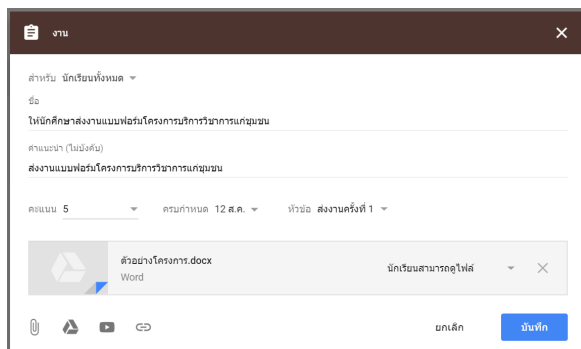 งาน
สำหรับ นักเรียนทั้งหมด
ชื่อ
ให้นักศึกษาส่งงานแบบฟอร์มโครงการบริการวิชาการแก่ชุมชน
คำแนะนำ (ไม่บังคับ)
ส่งงานแบบฟอร์มโครงการบริการวิชาการแก่ชุมชน
คะแนน 5 ครบกำหนด 12 ส.ค. หัวข้อ ส่งงานครั้งที่ 1
ตัวอย่างโครงการ.docx
Word
นักเรียนสามารถดูไฟล์
ยกเลิก บันทึก